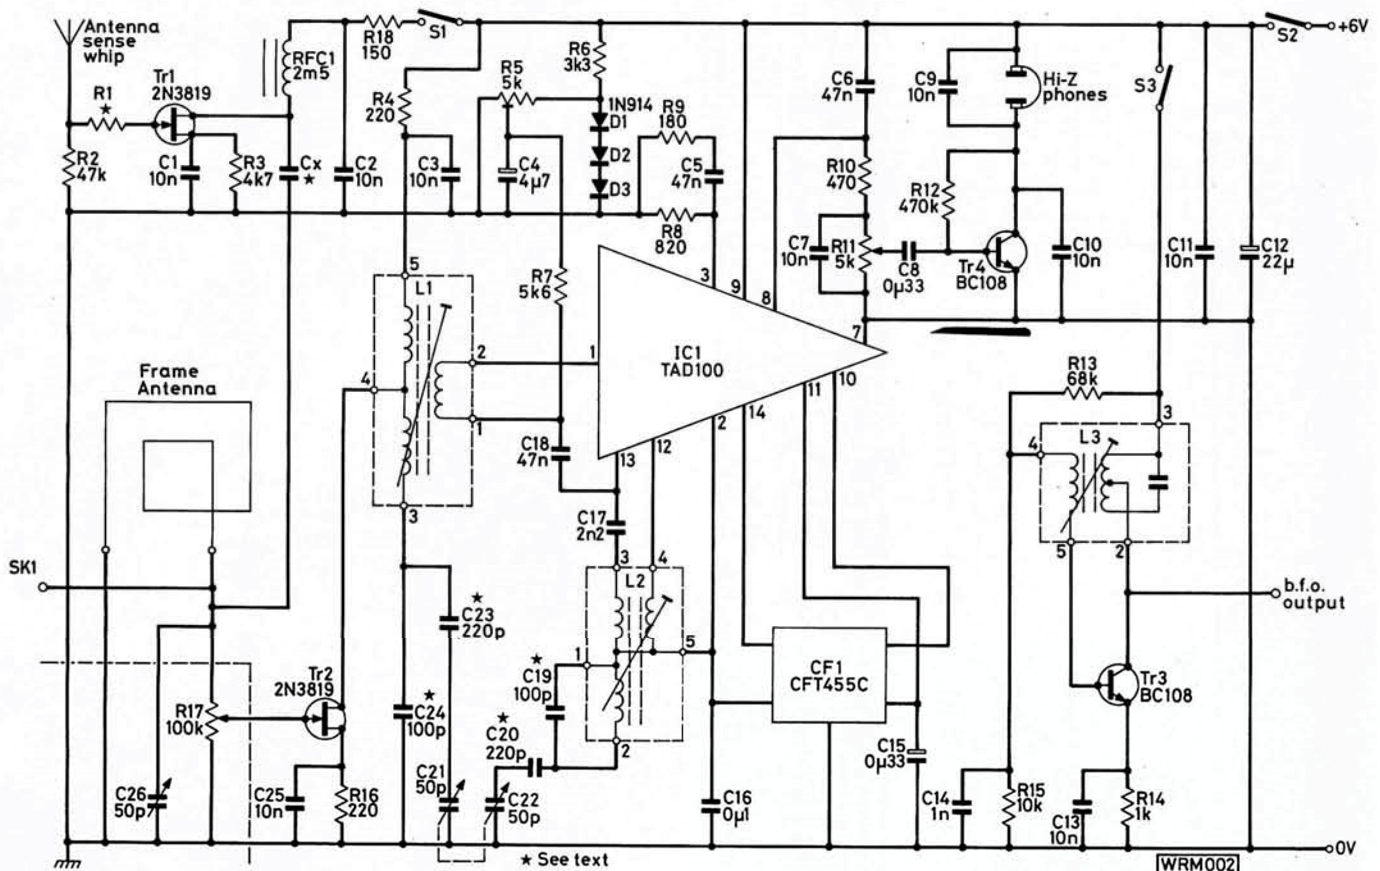 Antenna
sense
whip
R1
★
Tr1
2N3819
R2
47k
C1
10n
R3
4k7
RFC1
2m5
Cx
★
C2
10n
R18
150
S1
R4
220
C3
10n
R5
5k
C4
4µ7
R6
3k3
1N914
D1
D2
D3
R9
180
C5
47n
R8
820
R7
5k6
C6
47n
R10
470
C7
10n
R11
5k
C8
0µ33
R12
470k
C9
10n
Hi-Z
phones
Tr4
BC108
C10
10n
S3
C11
10n
C12
22µ
S2
+6V
5
L1
4
2
1
3
1
3
9
8
7
10
11
14
2
12
13
IC1
TAD100
Frame
Antenna
SK1
C18
47n
C17
2n2
3
4
L2
1
5
2
★
C23
220p
★
C24
100p
★
C19
100p
★
C20
220p
C21
50p
C22
50p
C16
0µ1
CF1
CFT455C
C15
0µ33
R13
68k
3
4
L3
5
2
b.f.o.
output
Tr3
BC108
C14
1n
R15
10k
C13
10n
R14
1k
Tr2
2N3819
R17
100k
C26
50p
C25
10n
R16
220
★ See text
0V
WRM002